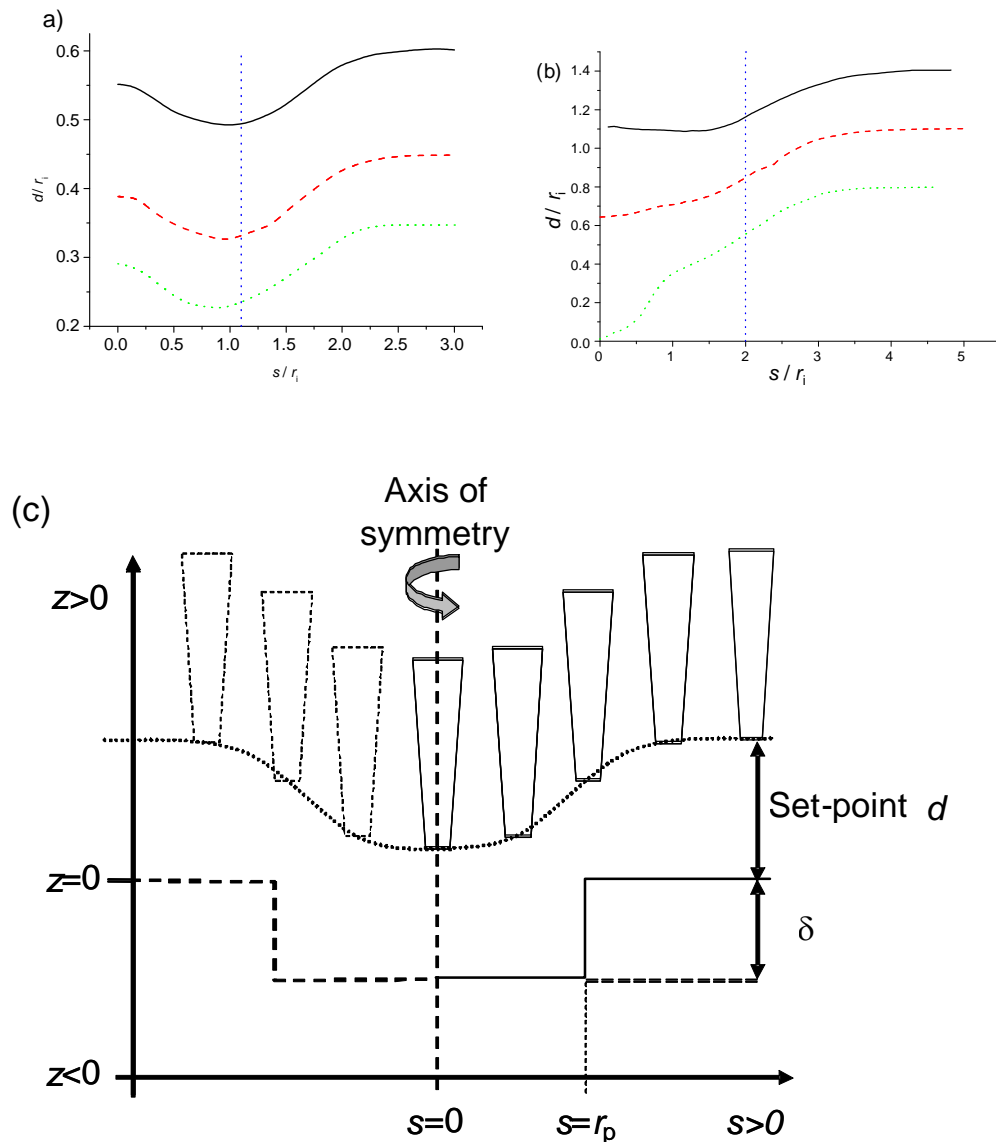 a)
0.6
0.5
0.4
0.3
0.2
d/ri
0.0 0.5 1.0 1.5 2.0 2.5 3.0
s / ri
(b)
1.4
1.2
1.0
0.8
0.6
0.4
0.2
0.0
d / ri
0 1 2 3 4 5
s / ri
(c)
Axis of
symmetry
z>0
Set-point d
z=0
δ
z<0
s=0 s=rp s>0